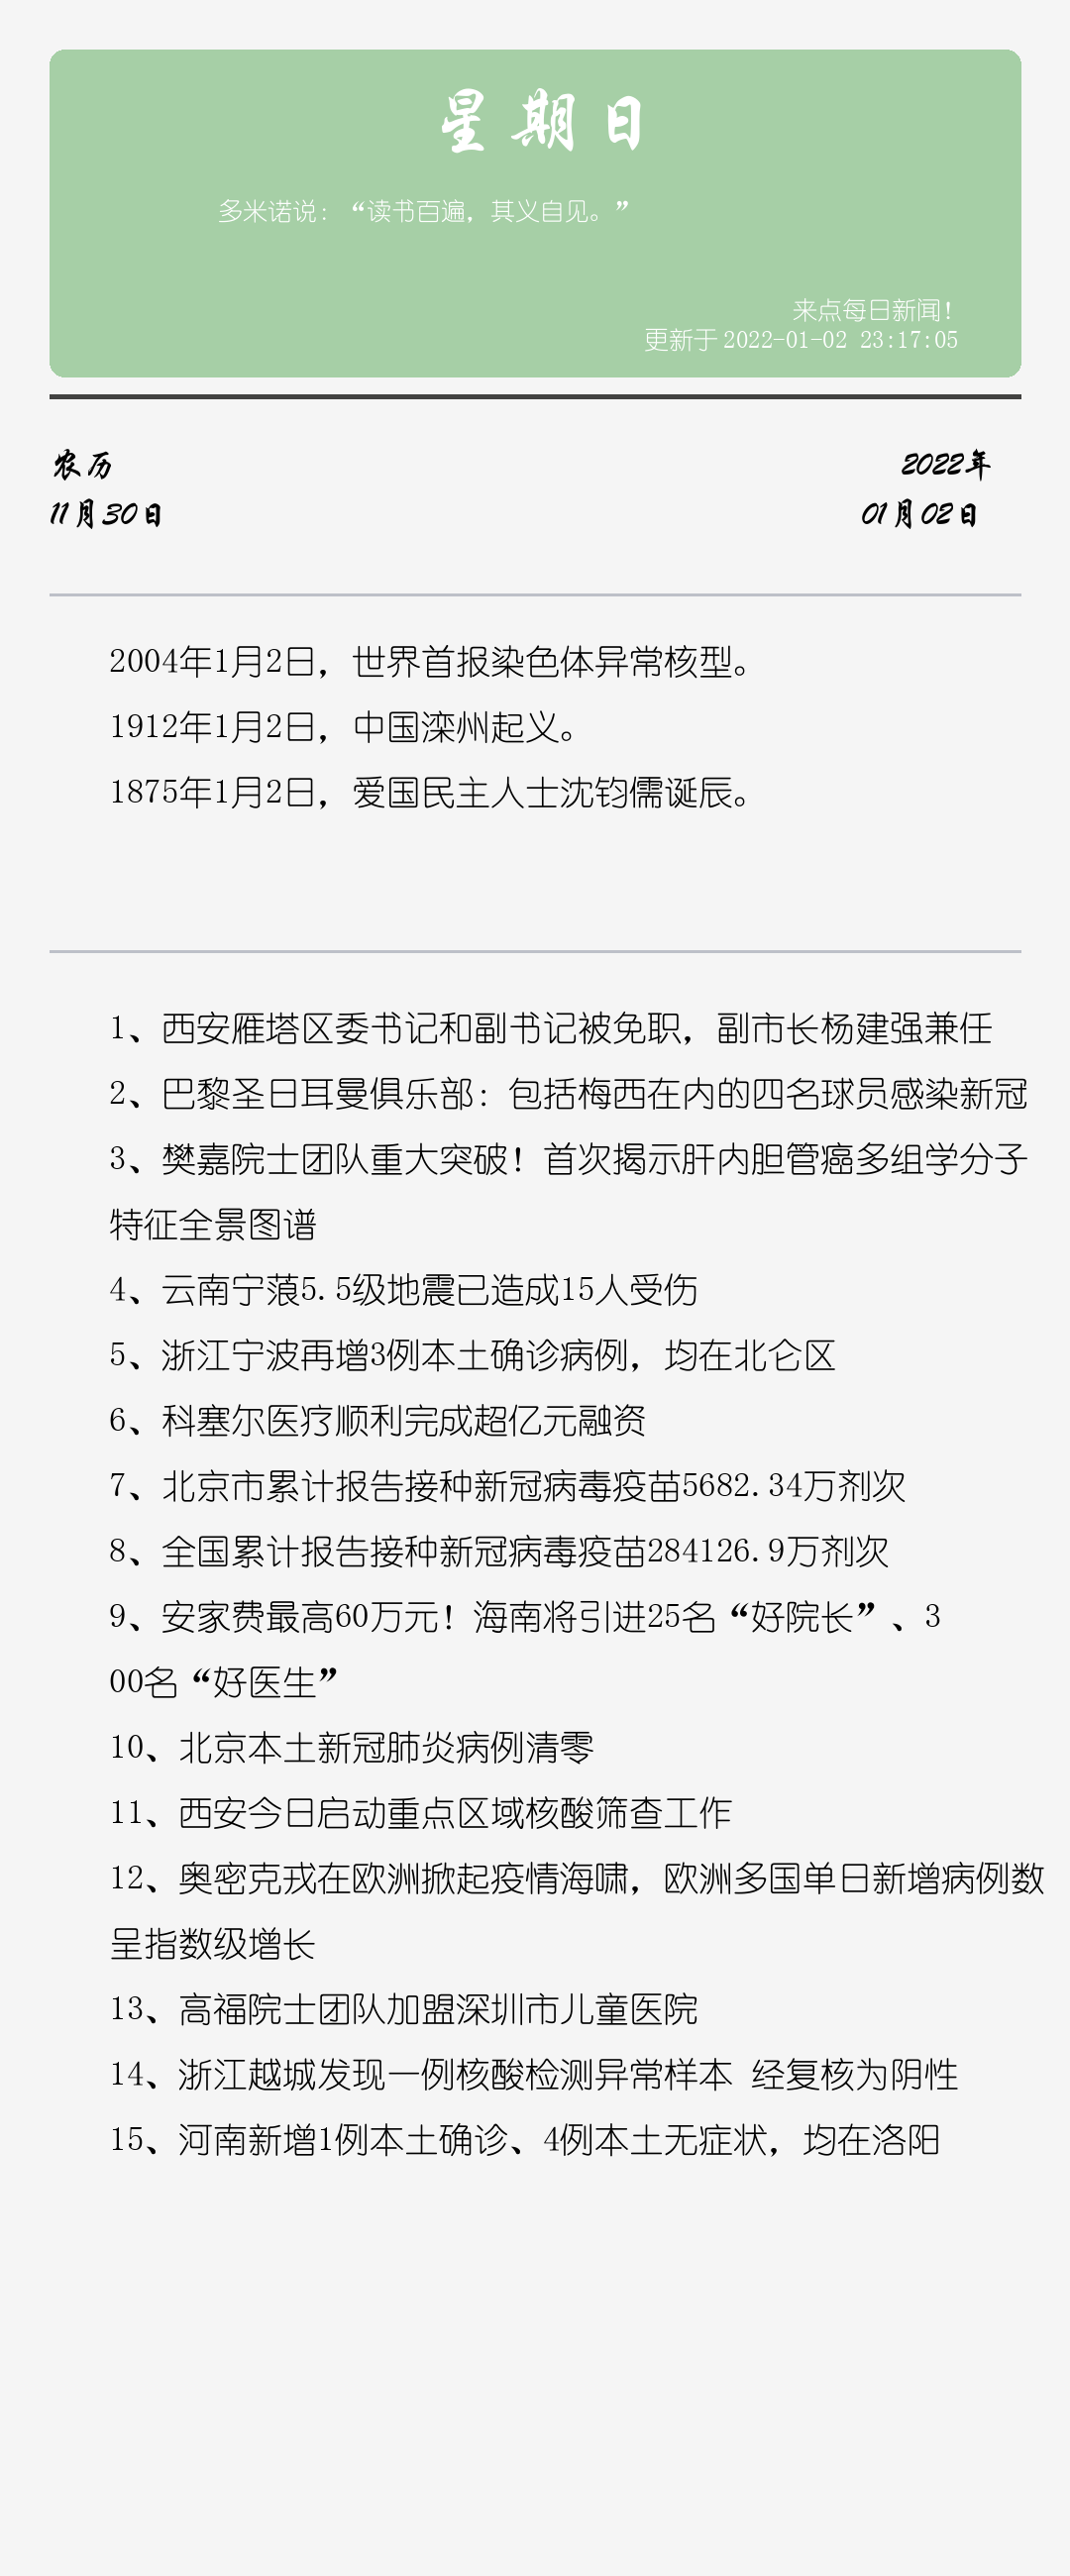 星期日
多米诺说：“读书百遍，其义自见。”
来点每日新闻！
更新于 2022-01-02 23:17:05
农历
2022年
11月30日
01月02日
2004年1月2日，世界首报染色体异常核型。
1912年1月2日，中国滦州起义。
1875年1月2日，爱国民主人士沈钧儒诞辰。
1、西安雁塔区委书记和副书记被免职，副市长杨建强兼任
2、巴黎圣日耳曼俱乐部：包括梅西在内的四名球员感染新冠
3、樊嘉院士团队重大突破！首次揭示肝内胆管癌多组学分子
特征全景图谱
4、云南宁蒗5.5级地震已造成15人受伤
5、浙江宁波再增3例本土确诊病例，均在北仑区
6、科塞尔医疗顺利完成超亿元融资
7、北京市累计报告接种新冠病毒疫苗5682.34万剂次
8、全国累计报告接种新冠病毒疫苗284126.9万剂次
9、安家费最高60万元！海南将引进25名“好院长”、3
00名“好医生”
10、北京本土新冠肺炎病例清零
11、西安今日启动重点区域核酸筛查工作
12、奥密克戎在欧洲掀起疫情海啸，欧洲多国单日新增病例数
呈指数级增长
13、高福院士团队加盟深圳市儿童医院
14、浙江越城发现一例核酸检测异常样本 经复核为阴性
15、河南新增1例本土确诊、4例本土无症状，均在洛阳